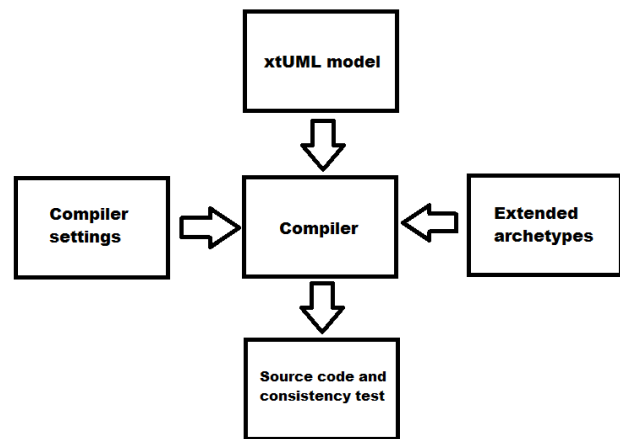 xtUML model
Compiler
settings
Compiler
Extended
archetypes
Source code and
consistency test